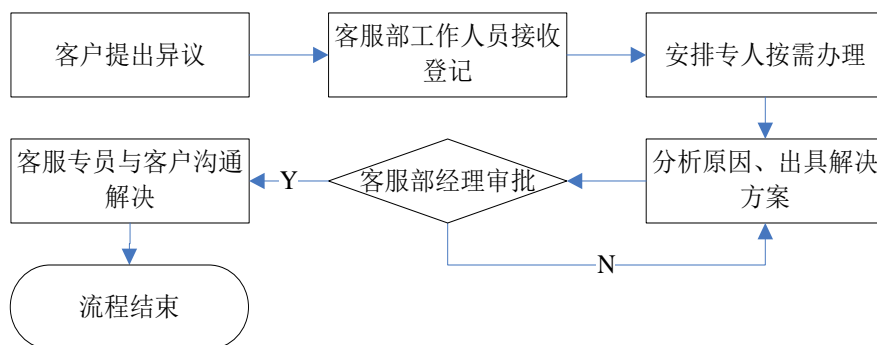 客户提出异议
客服部工作人员接收
登记
安排专人按需办理
分析原因、出具解决
方案
客服部经理审批
Y
N
客服专员与客户沟通
解决
流程结束